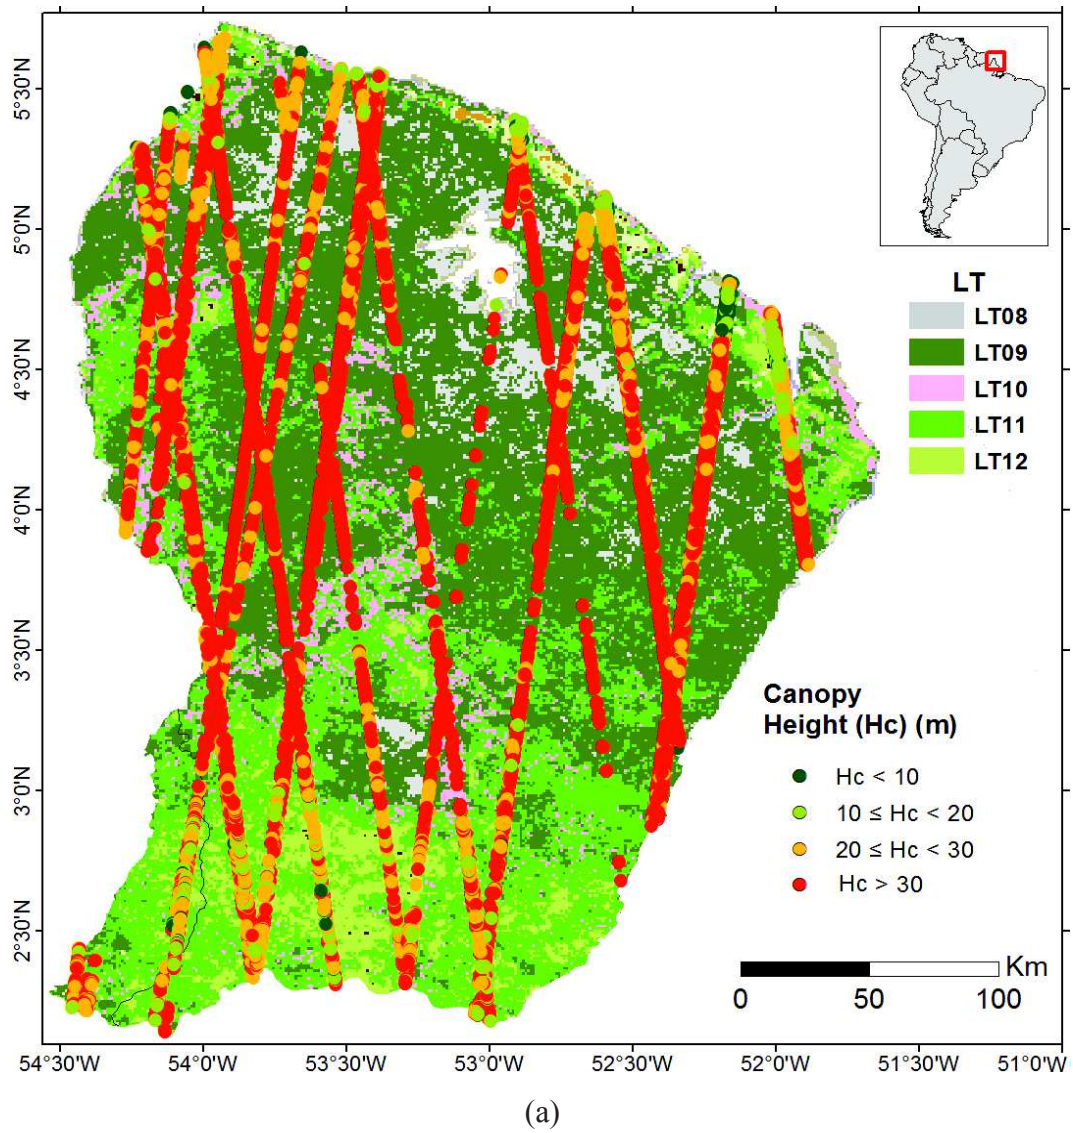 5°30'N
5°0'N
4°30'N
4°0'N
3°30'N
3°0'N
2°30'N
LT
LT08
LT09
LT10
LT11
LT12
Canopy
Height (Hc) (m)
Hc < 10
10 ≤ Hc < 20
20 ≤ Hc < 30
Hc > 30
Km
0 50 100
54°30'W 54°0'W 53°30'W 53°0'W 52°30'W 52°0'W 51°30'W 51°0'W
(a)